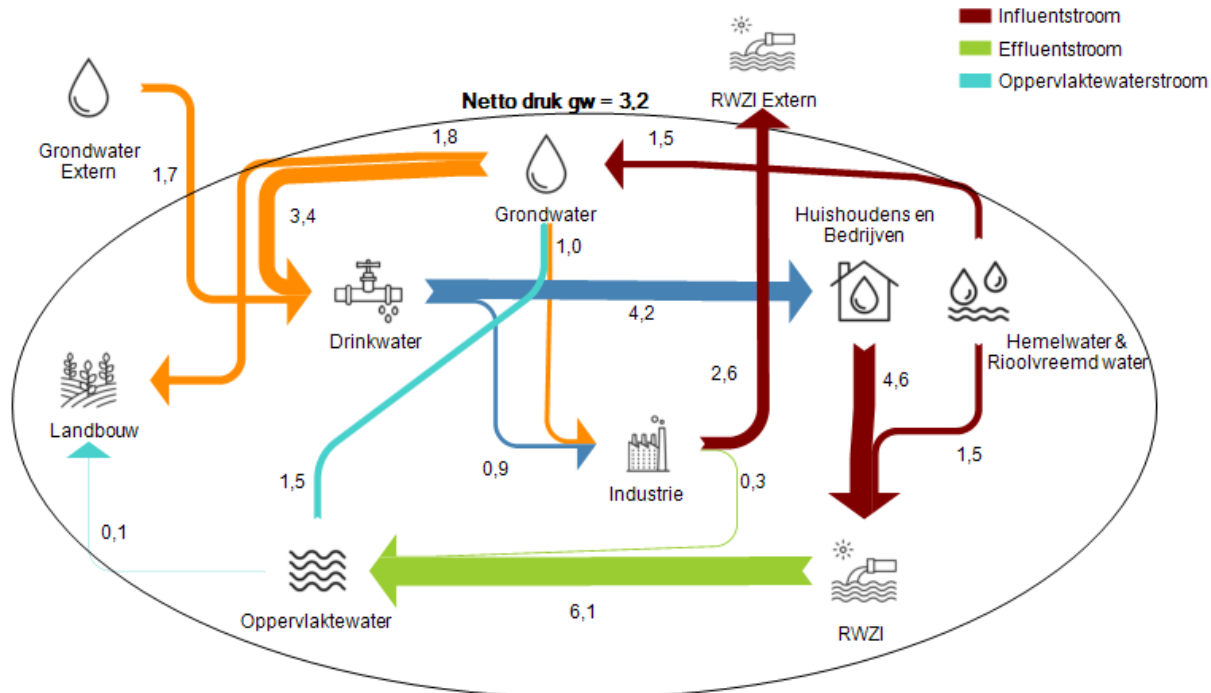 Influentstroom
Effluentstroom
Oppervlaktewaterstroom
RWZI Extern
Netto druk gw = 3,2
Grondwater
Extern
1,7
1,8
1,5
3,4
Grondwater
1,0
Huishoudens en
Bedrijven
Drinkwater
4,2
Hemelwater &
Rioolvreemd water
2,6
4,6
Landbouw
0,9
1,5
1,5
Industrie
0,3
0,1
Oppervlaktewater
6,1
RWZI